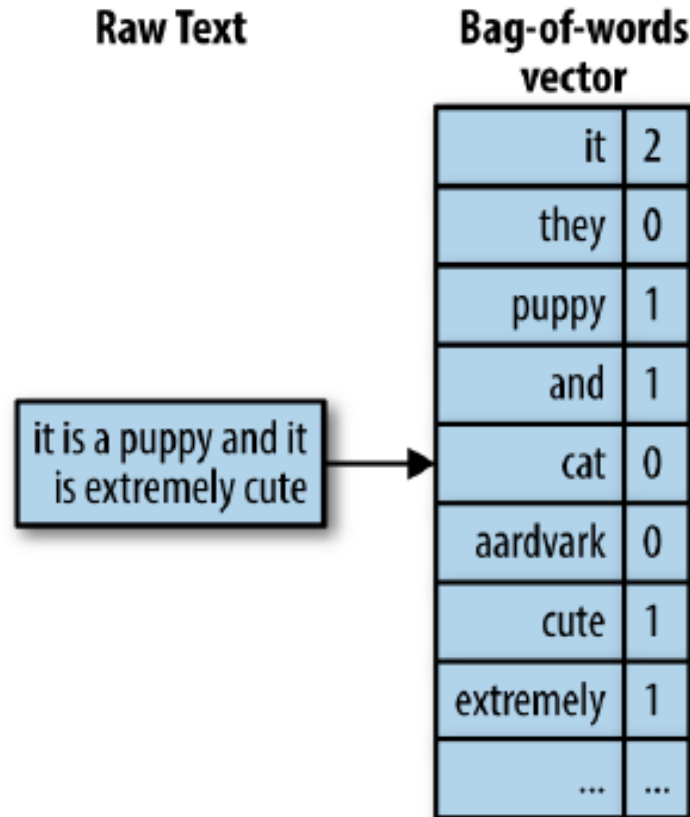 Raw Text
Bag-of-words
vector
it is a puppy and it
is extremely cute
it 2
they 0
puppy 1
and 1
cat 0
aardvark 0
cute 1
extremely 1
... ...